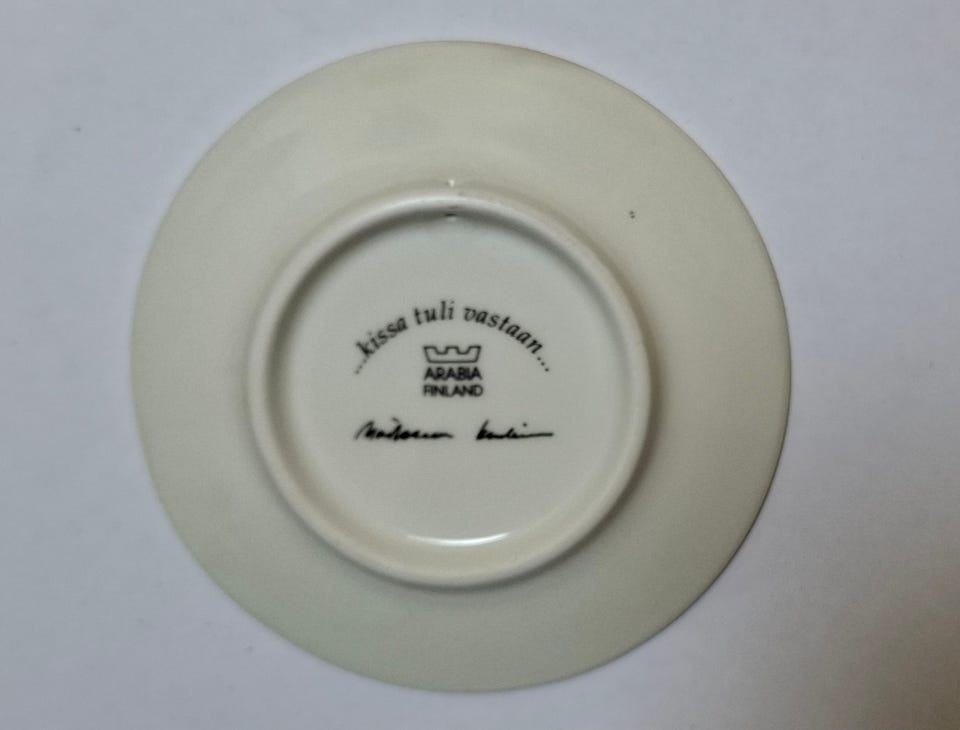 ...kissa tuli vastaan...
ARABIA
FINLAND